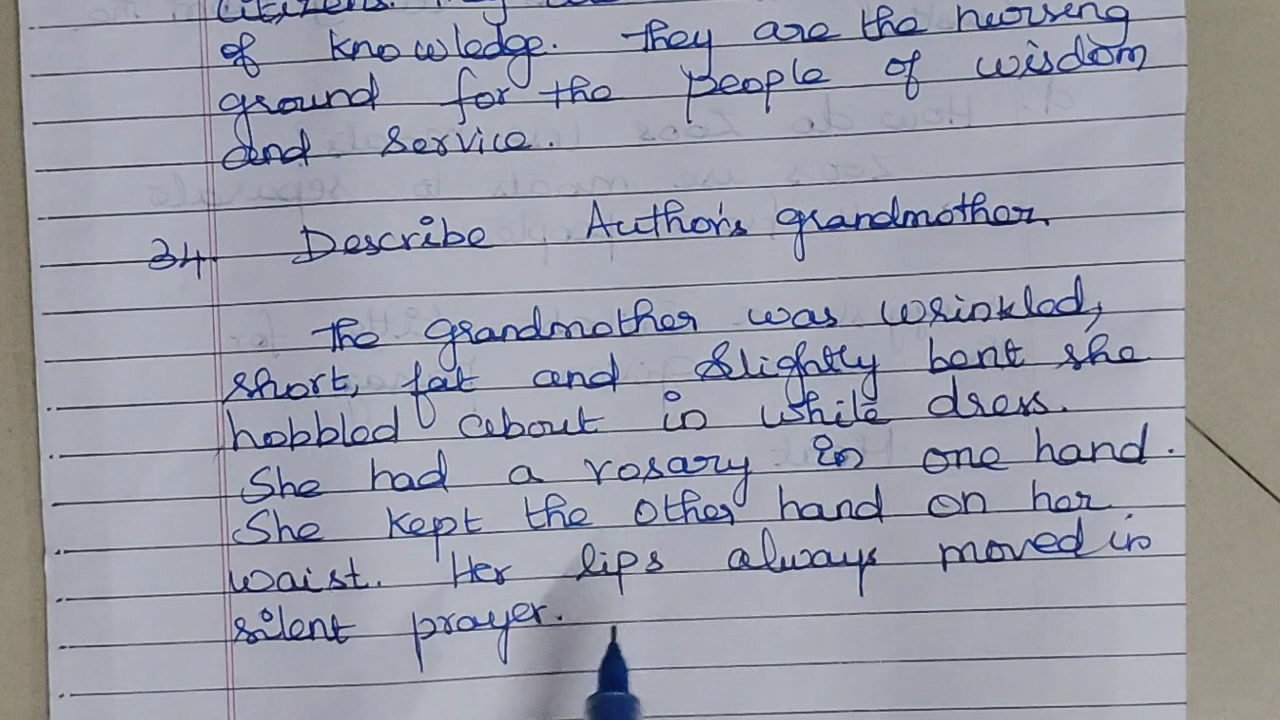 citizens. They
of knowledge. They are the nursing
ground for the people of wisdom
and service.
34. Describe Author's grandmother.
The grandmother was wrinkled,
short, fat and slightly bent she
hobbled about in white dress.
She had a rosary in one hand.
She kept the other hand on her
waist. Her lips always moved in
silent prayer.